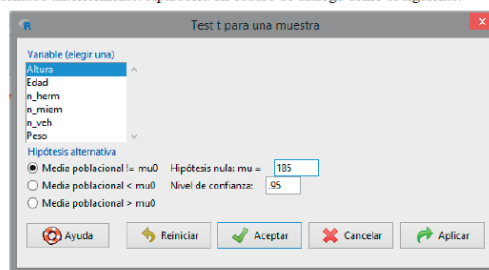 Test t para una muestra
Variable (elegir una)
Altura
Edad
n_herm
n_miem
n_veh
Peso
Hipótesis alternativa
Media poblacional != mu0 Hipótesis nula: mu = 185
Media poblacional < mu0 Nivel de confianza: .95
Media poblacional > mu0
Ayuda Reiniciar Aceptar Cancelar Aplicar